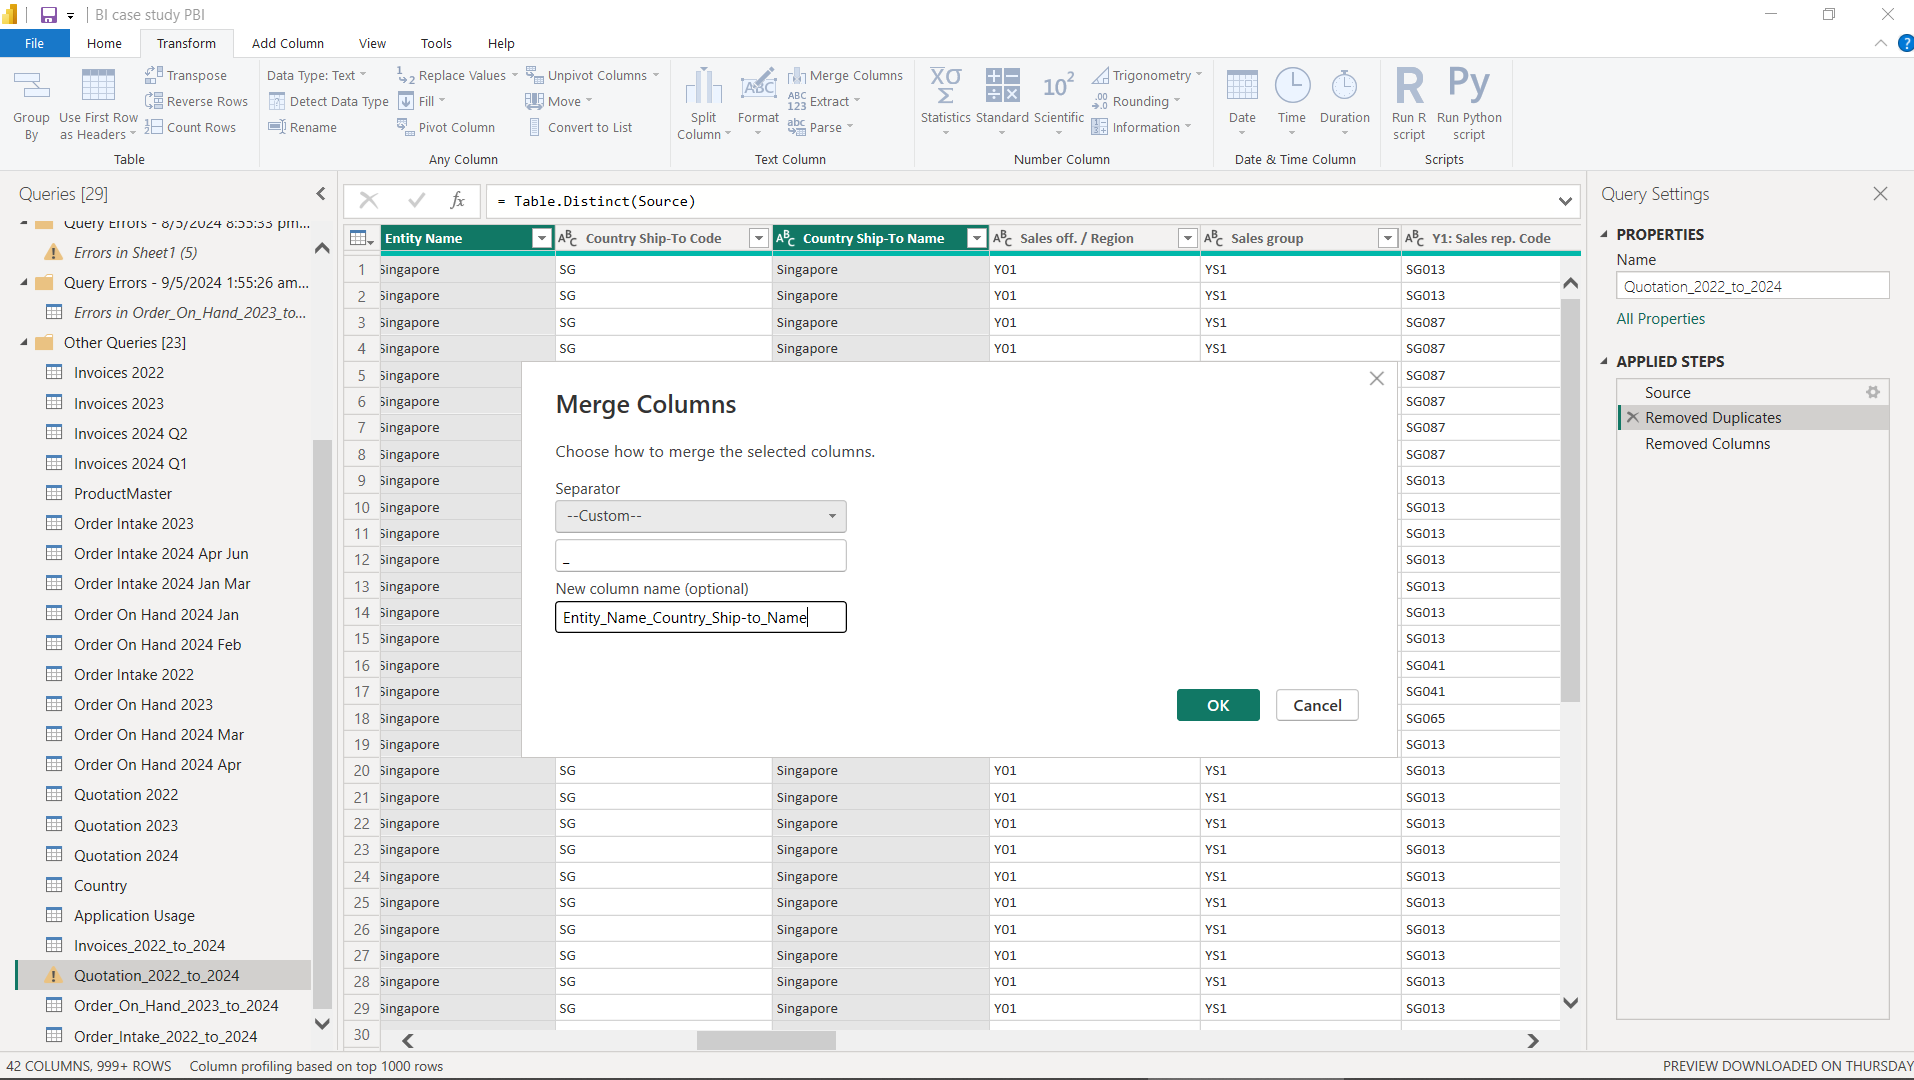 BI case study PBI
File Home Transform Add Column View Tools Help
Group By
Use First Row as Headers
Transpose
Reverse Rows
Count Rows
Table
Data Type: Text
Detect Data Type
Rename
Replace Values
Fill
Pivot Column
Unpivot Columns
Move
Convert to List
Any Column
Split Column
Format
Merge Columns
Extract
Parse
Text Column
Statistics
Standard
Scientific
Trigonometry
Rounding
Information
Number Column
Date
Time
Duration
Date & Time Column
Run R script
Run Python script
Scripts
Queries [29]
Query Errors - 8/5/2024 8:55:33 pm...
Errors in Sheet1 (5)
Query Errors - 9/5/2024 1:55:26 am...
Errors in Order_On_Hand_2023_to...
Other Queries [23]
Invoices 2022
Invoices 2023
Invoices 2024 Q2
Invoices 2024 Q1
ProductMaster
Order Intake 2023
Order Intake 2024 Apr Jun
Order Intake 2024 Jan Mar
Order On Hand 2024 Jan
Order On Hand 2024 Feb
Order Intake 2022
Order On Hand 2023
Order On Hand 2024 Mar
Order On Hand 2024 Apr
Quotation 2022
Quotation 2023
Quotation 2024
Country
Application Usage
Invoices_2022_to_2024
Quotation_2022_to_2024
Order_On_Hand_2023_to_2024
Order_Intake_2022_to_2024
fx = Table.Distinct(Source)
Entity Name ABC Country Ship-To Code ABC Country Ship-To Name ABC Sales off. / Region ABC Sales group ABC Y1: Sales rep. Code
1 Singapore SG Singapore Y01 YS1 SG013
2 Singapore SG Singapore Y01 YS1 SG013
3 Singapore SG Singapore Y01 YS1 SG087
4 Singapore SG Singapore Y01 YS1 SG087
5 Singapore SG087
6 Singapore SG087
7 Singapore SG087
8 Singapore SG087
9 Singapore SG013
10 Singapore SG013
11 Singapore SG013
12 Singapore SG013
13 Singapore SG013
14 Singapore SG013
15 Singapore SG013
16 Singapore SG041
17 Singapore SG041
18 Singapore SG065
19 Singapore SG013
20 Singapore SG Singapore Y01 YS1 SG013
21 Singapore SG Singapore Y01 YS1 SG013
22 Singapore SG Singapore Y01 YS1 SG013
23 Singapore SG Singapore Y01 YS1 SG013
24 Singapore SG Singapore Y01 YS1 SG013
25 Singapore SG Singapore Y01 YS1 SG013
26 Singapore SG Singapore Y01 YS1 SG013
27 Singapore SG Singapore Y01 YS1 SG013
28 Singapore SG Singapore Y01 YS1 SG013
29 Singapore SG Singapore Y01 YS1 SG013
30
Merge Columns
Choose how to merge the selected columns.
Separator
--Custom--
_
New column name (optional)
Entity_Name_Country_Ship-to_Name
OK Cancel
Query Settings
PROPERTIES
Name
Quotation_2022_to_2024
All Properties
APPLIED STEPS
Source
Removed Duplicates
Removed Columns
42 COLUMNS, 999+ ROWS Column profiling based on top 1000 rows PREVIEW DOWNLOADED ON THURSDAY